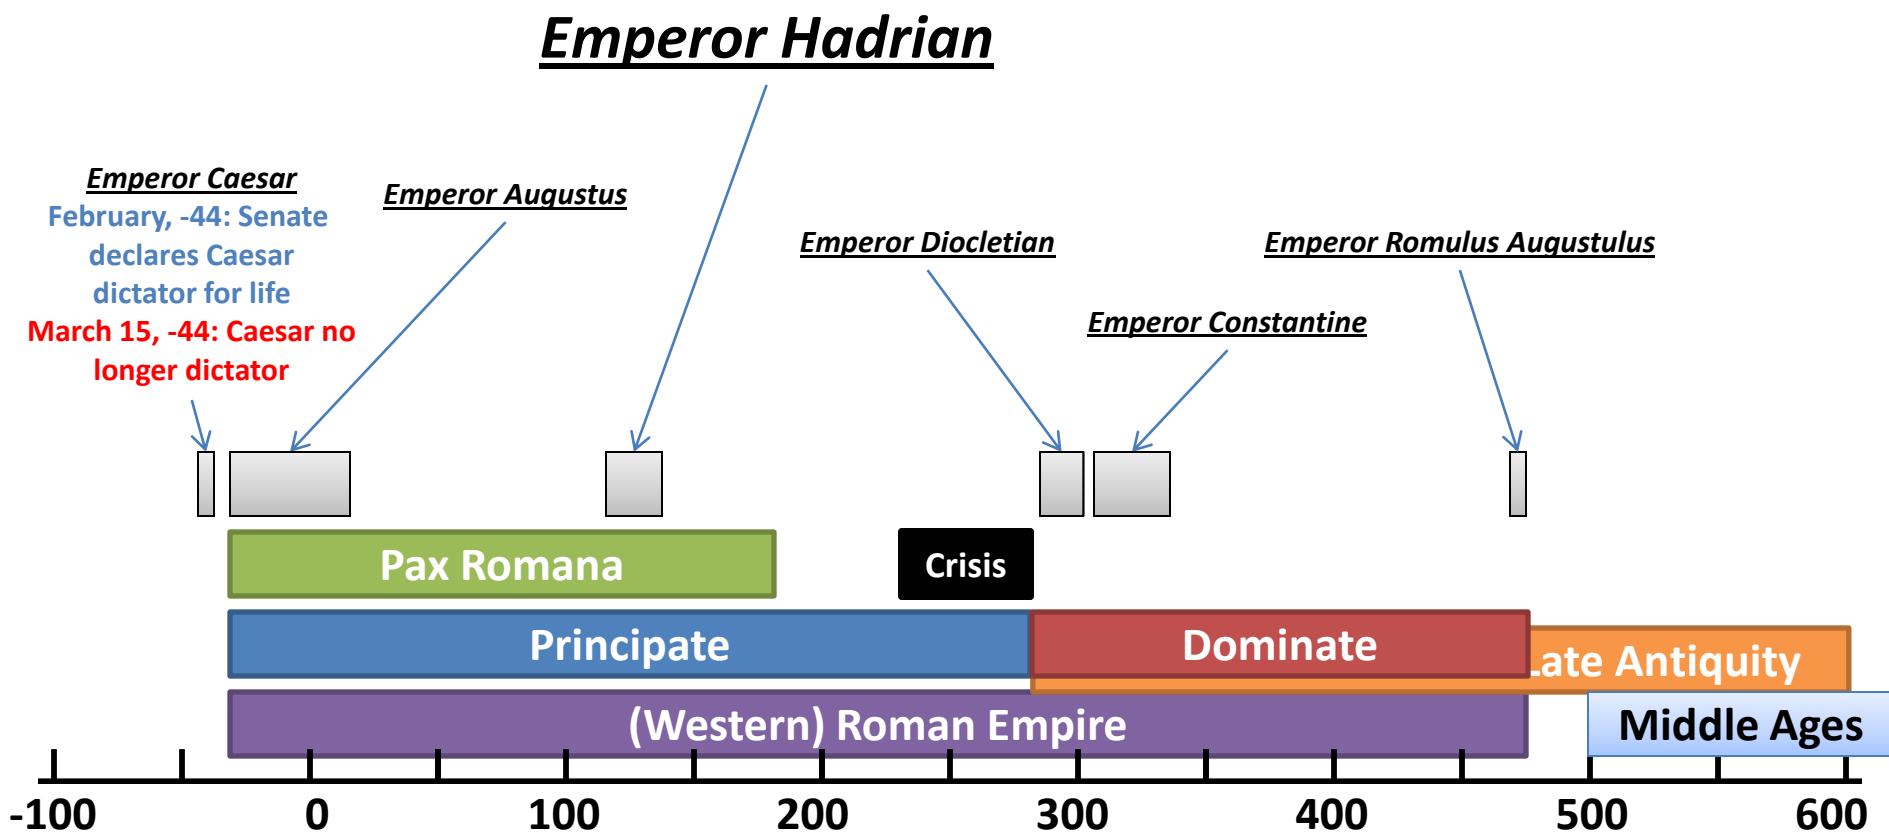 Emperor Hadrian
Emperor Caesar
February, -44: Senate
declares Caesar
dictator for life
March 15, -44: Caesar no
longer dictator
Emperor Augustus
Emperor Diocletian
Emperor Constantine
Emperor Romulus Augustulus
Pax Romana
Crisis
Principate
Dominate
Late Antiquity
(Western) Roman Empire
Middle Ages
-100 0 100 200 300 400 500 600